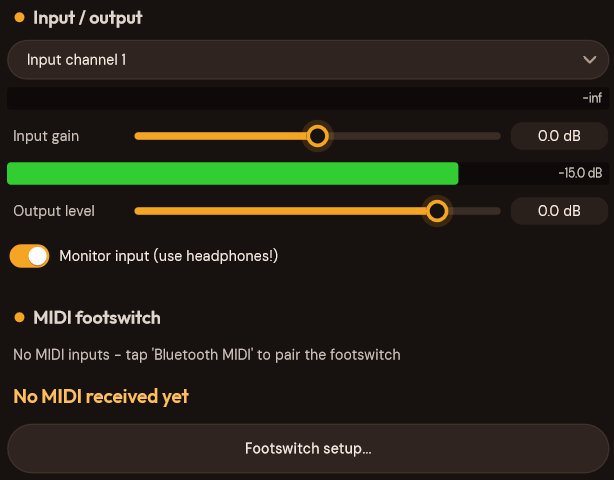 Input / output
Input channel 1
-inf
Input gain
0.0 dB
-15.0 dB
Output level
0.0 dB
Monitor input (use headphones!)
MIDI footswitch
No MIDI inputs - tap 'Bluetooth MIDI' to pair the footswitch
No MIDI received yet
Footswitch setup...